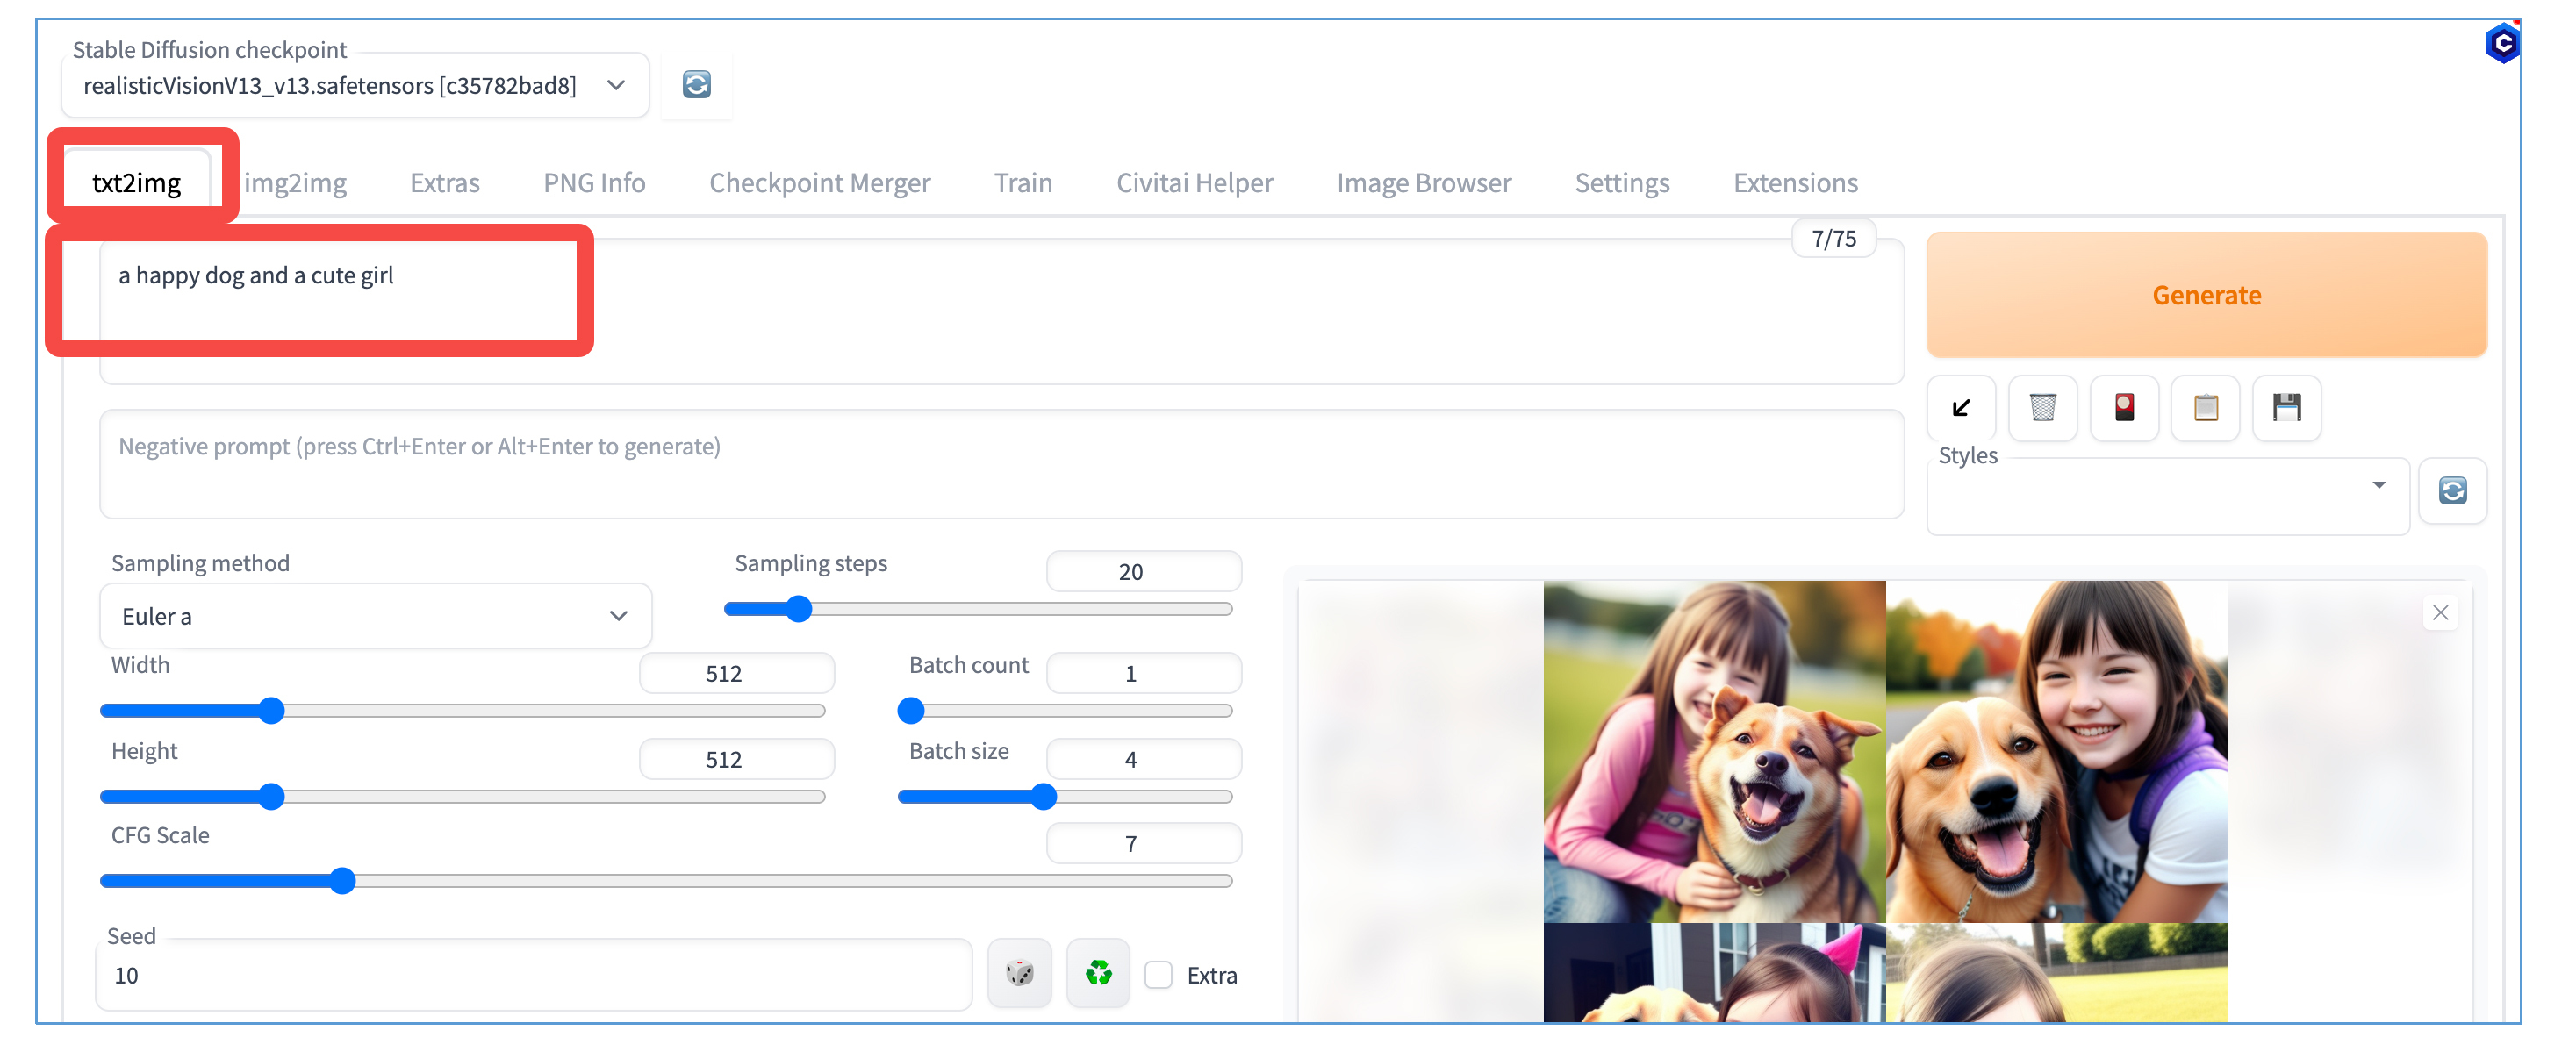 Stable Diffusion checkpoint
realisticVisionV13_v13.safetensors [c35782bad8]
txt2img img2img Extras PNG Info Checkpoint Merger Train Civitai Helper Image Browser Settings Extensions
7/75
a happy dog and a cute girl
Generate
Negative prompt (press Ctrl+Enter or Alt+Enter to generate)
Styles
Sampling method
Euler a
Sampling steps
20
Width
512
Batch count
1
Height
512
Batch size
4
CFG Scale
7
Seed
10
Extra